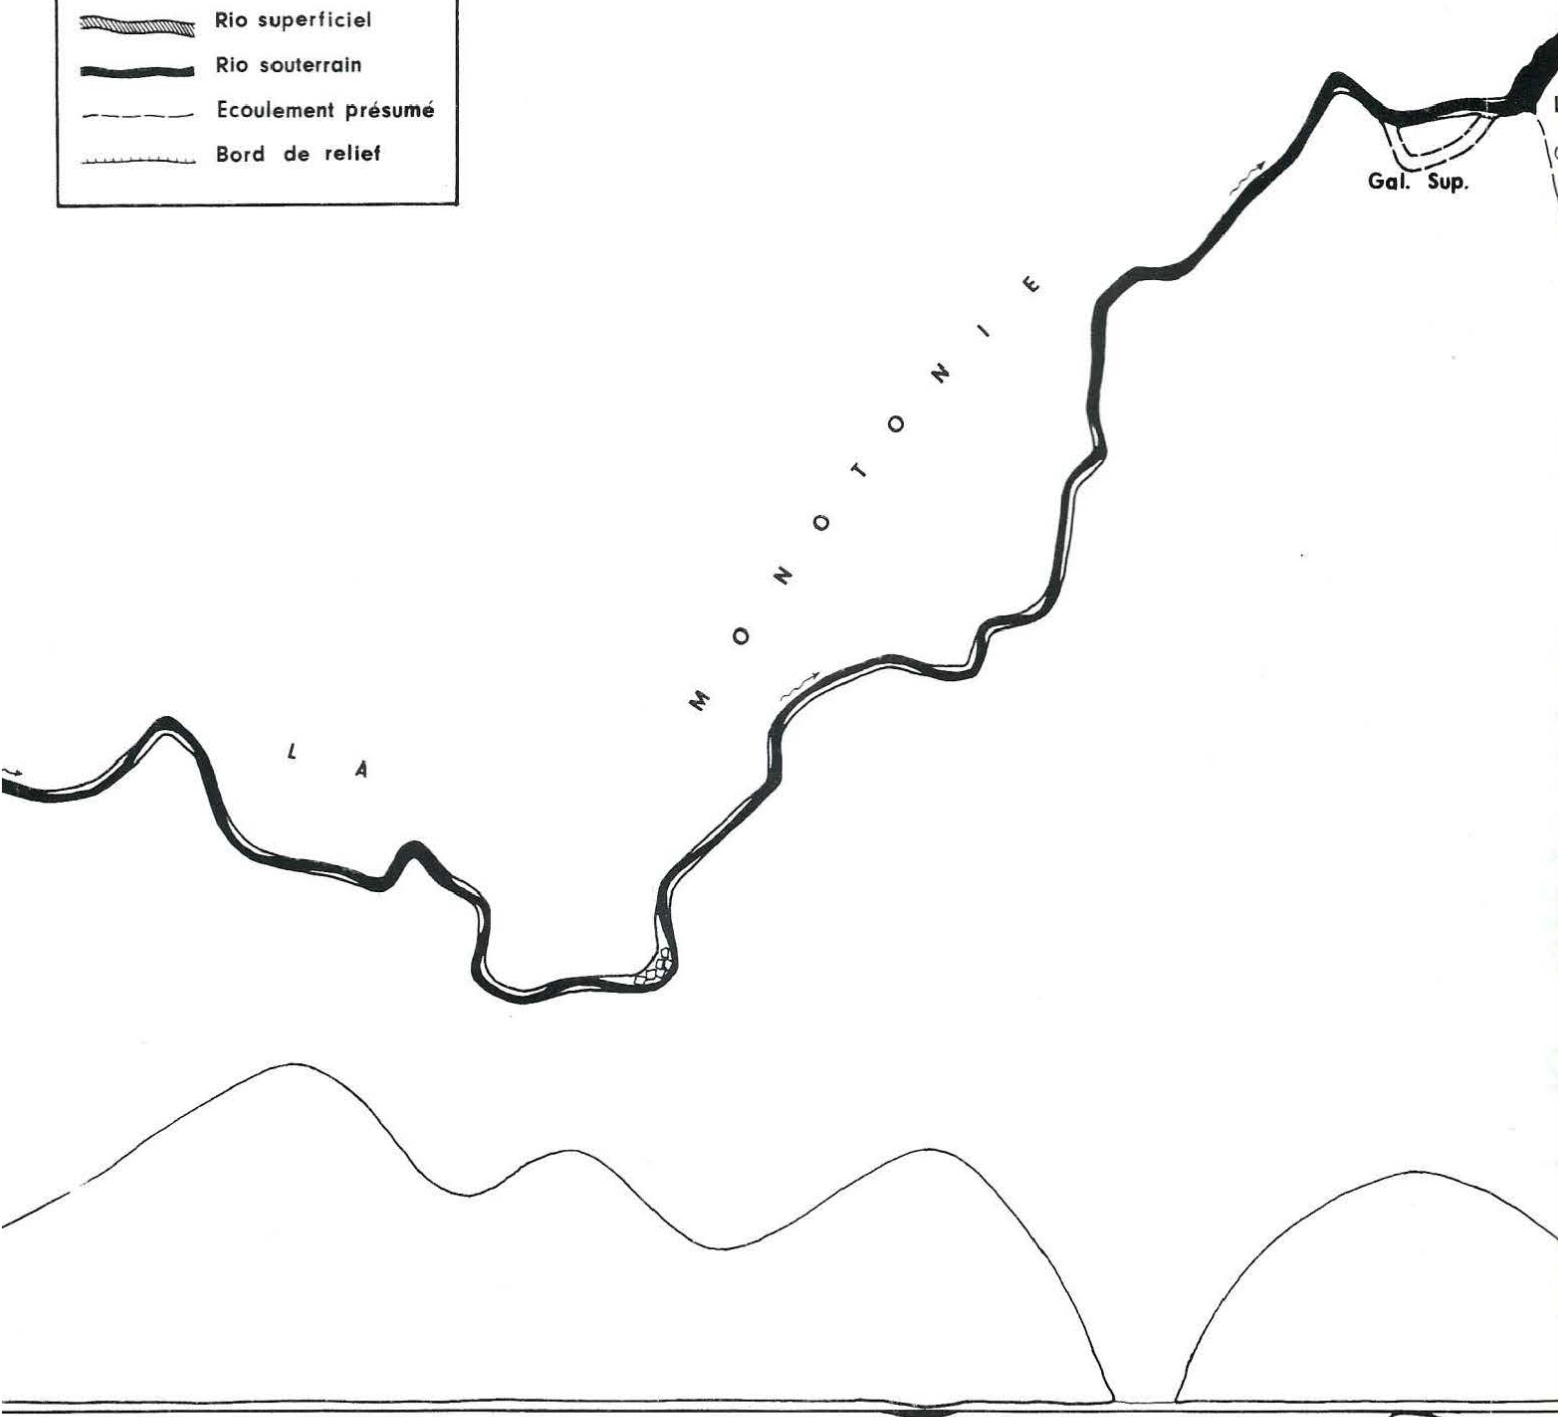 Rio superficiel
Rio souterrain
Ecoulement présumé
Bord de relief
Gal. Sup.
LA MONOTONIE